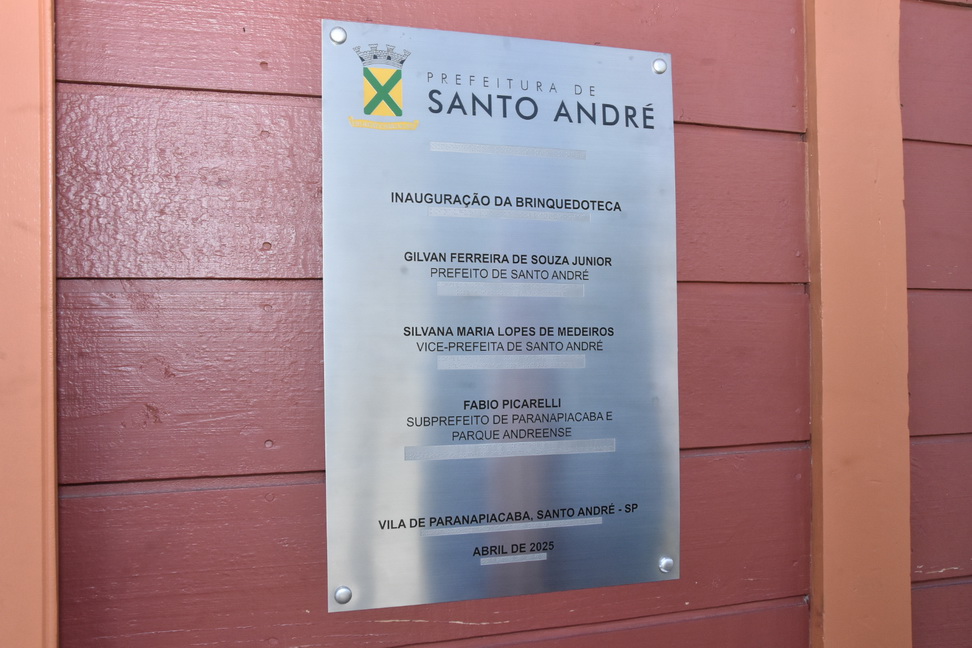 PREFEITURA DE
SANTO ANDRÉ
INAUGURAÇÃO DA BRINQUEDOTECA
GILVAN FERREIRA DE SOUZA JUNIOR
PREFEITO DE SANTO ANDRÉ
SILVANA MARIA LOPES DE MEDEIROS
VICE-PREFEITA DE SANTO ANDRÉ
FABIO PICARELLI
SUBPREFEITO DE PARANAPIACABA E
PARQUE ANDREENSE
VILA DE PARANAPIACABA, SANTO ANDRÉ - SP
ABRIL DE 2025